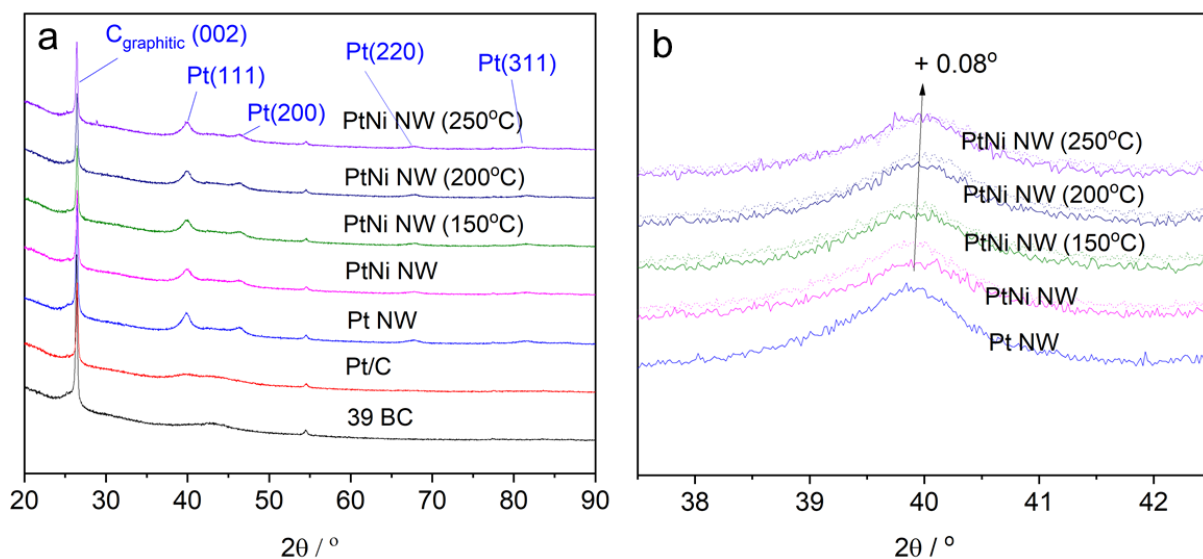 a
C graphitic (002)
Pt(111)
Pt(200)
Pt(220)
Pt(311)
PtNi NW (250°C)
PtNi NW (200°C)
PtNi NW (150°C)
PtNi NW
Pt NW
Pt/C
39 BC
20 30 40 50 60 70 80 90
2θ / °
b
+ 0.08°
PtNi NW (250°C)
PtNi NW (200°C)
PtNi NW (150°C)
PtNi NW
Pt NW
38 39 40 41 42
2θ / °